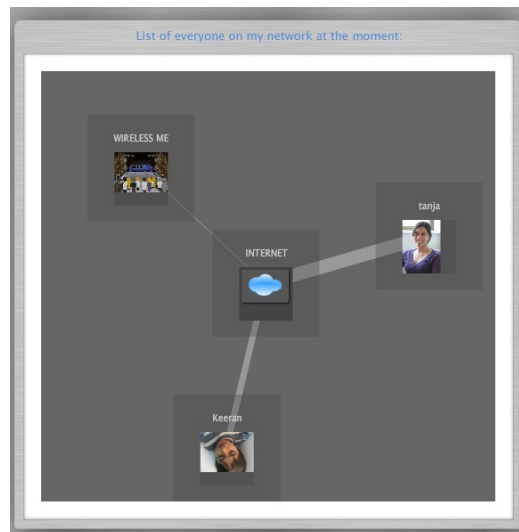 List of everyone on my network at the moment:
WIRELESS ME
tanja
INTERNET
Keeran